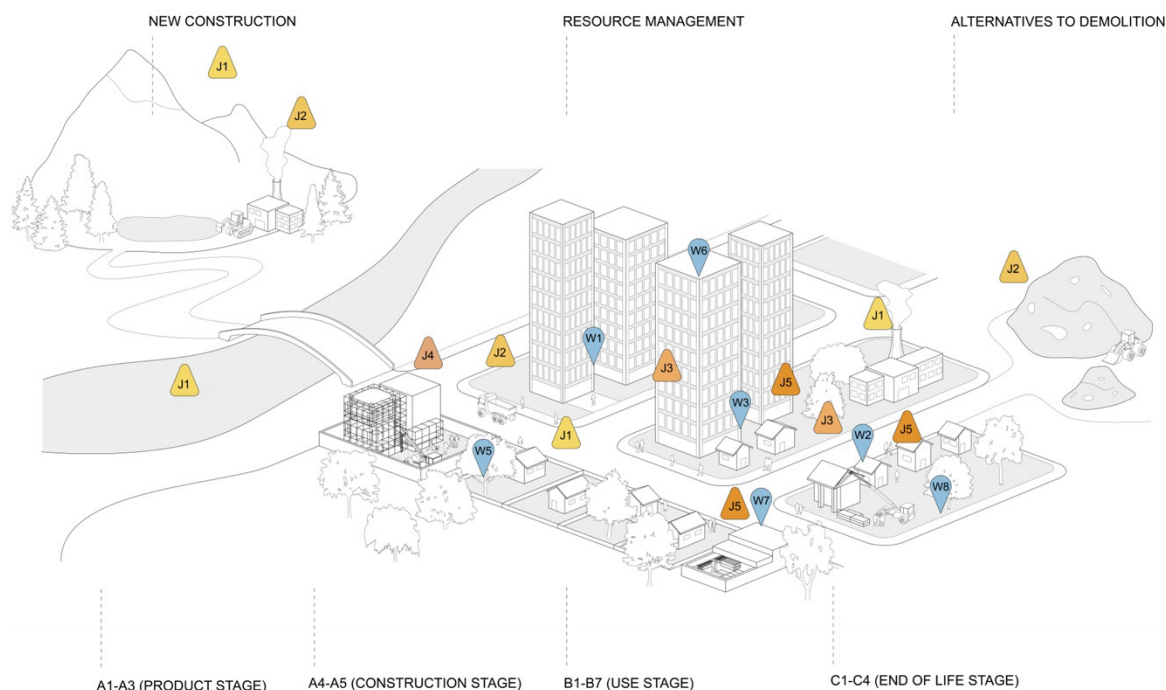 NEW CONSTRUCTION
RESOURCE MANAGEMENT
ALTERNATIVES TO DEMOLITION
J1
J2
W6
J2
J1
J4
J2
W1
J3
J5
J1
W3
J3
J1
W5
W2
J5
J5
W7
W8
A1-A3 (PRODUCT STAGE)
A4-A5 (CONSTRUCTION STAGE)
B1-B7 (USE STAGE)
C1-C4 (END OF LIFE STAGE)